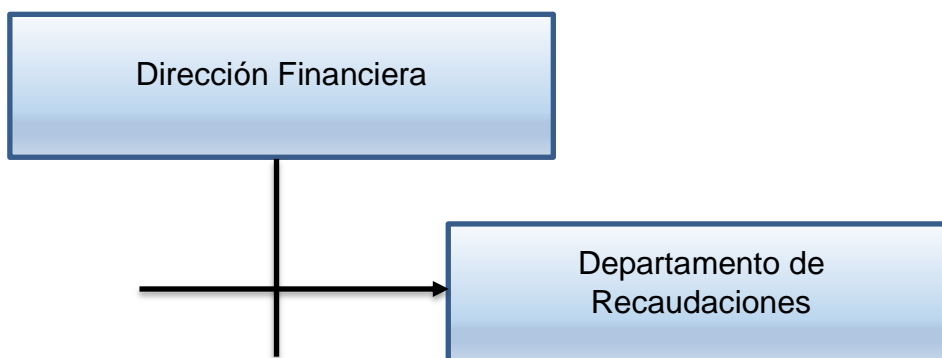 Dirección Financiera
Departamento de
Recaudaciones